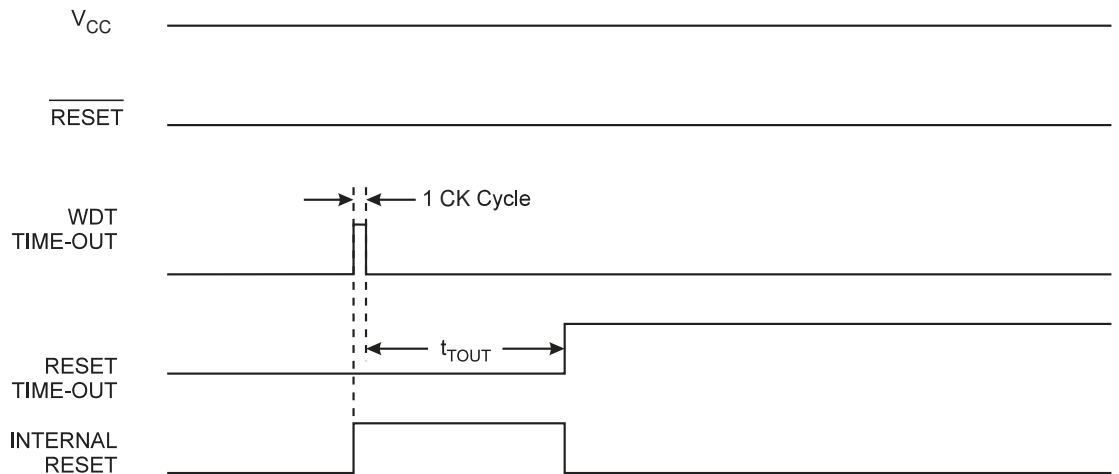 VCC
RESET
1 CK Cycle
WDT
TIME-OUT
RESET
TIME-OUT
tTOUT
INTERNAL
RESET